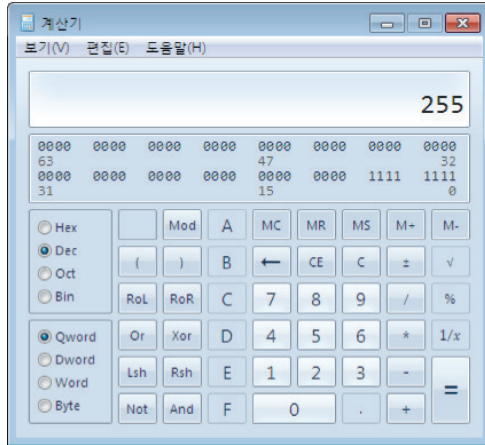 계산기
보기(V) 편집(E) 도움말(H)
255
0000 0000 0000 0000 0000 0000 0000 0000
63 47 32
0000 0000 0000 0000 0000 0000 1111 1111
31 15 0
Hex Mod A MC MR MS M+ M-
Dec ( ) B ← CE C ± √
Oct
Bin RoL RoR C 7 8 9 / %
Qword Or Xor D 4 5 6 * 1/x
Dword Lsh Rsh E 1 2 3 - =
Word
Byte Not And F 0 . +